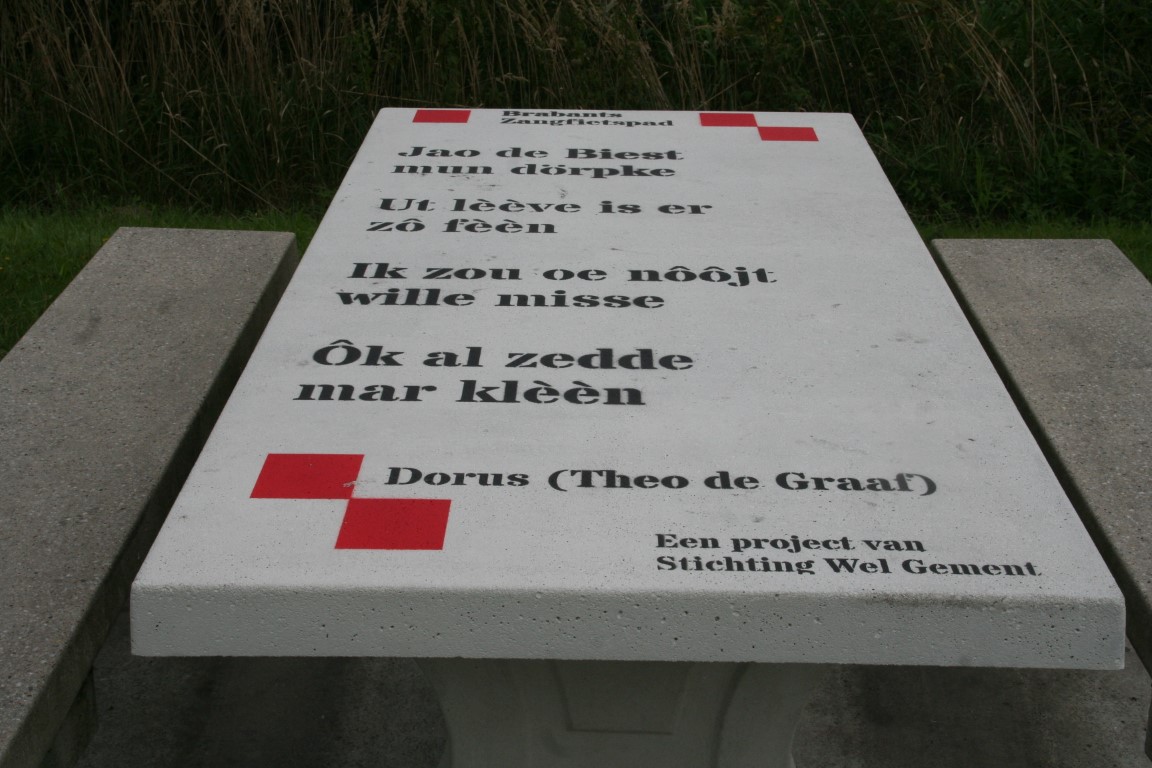 Brabants
Zangfietspad
Jao de Biest
mun dörpke
Ut lèève is er
zô fèèn
Ik zou oe nôôjt
wille misse
Ôk al zedde
mar klèèn
Dorus (Theo de Graaf)
Een project van
Stichting Wel Gement